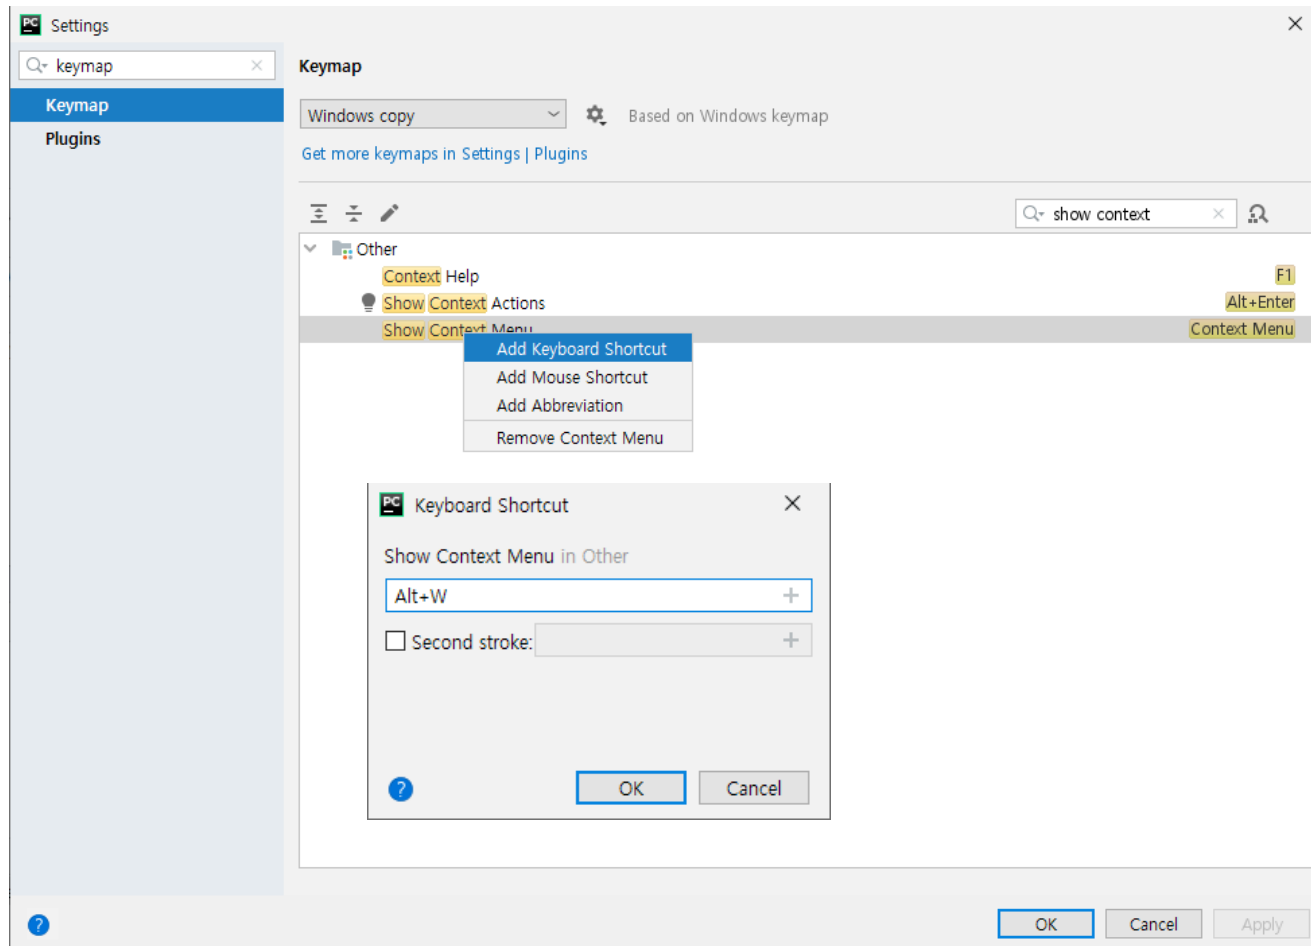 PC Settings
keymap
Keymap
Plugins
Keymap
Windows copy
Based on Windows keymap
Get more keymaps in Settings | Plugins
show context
Other
Context Help F1
Show Context Actions Alt+Enter
Show Context Menu Context Menu
Add Keyboard Shortcut
Add Mouse Shortcut
Add Abbreviation
Remove Context Menu
PC Keyboard Shortcut
Show Context Menu in Other
Alt+W
Second stroke:
? OK Cancel
? OK Cancel Apply